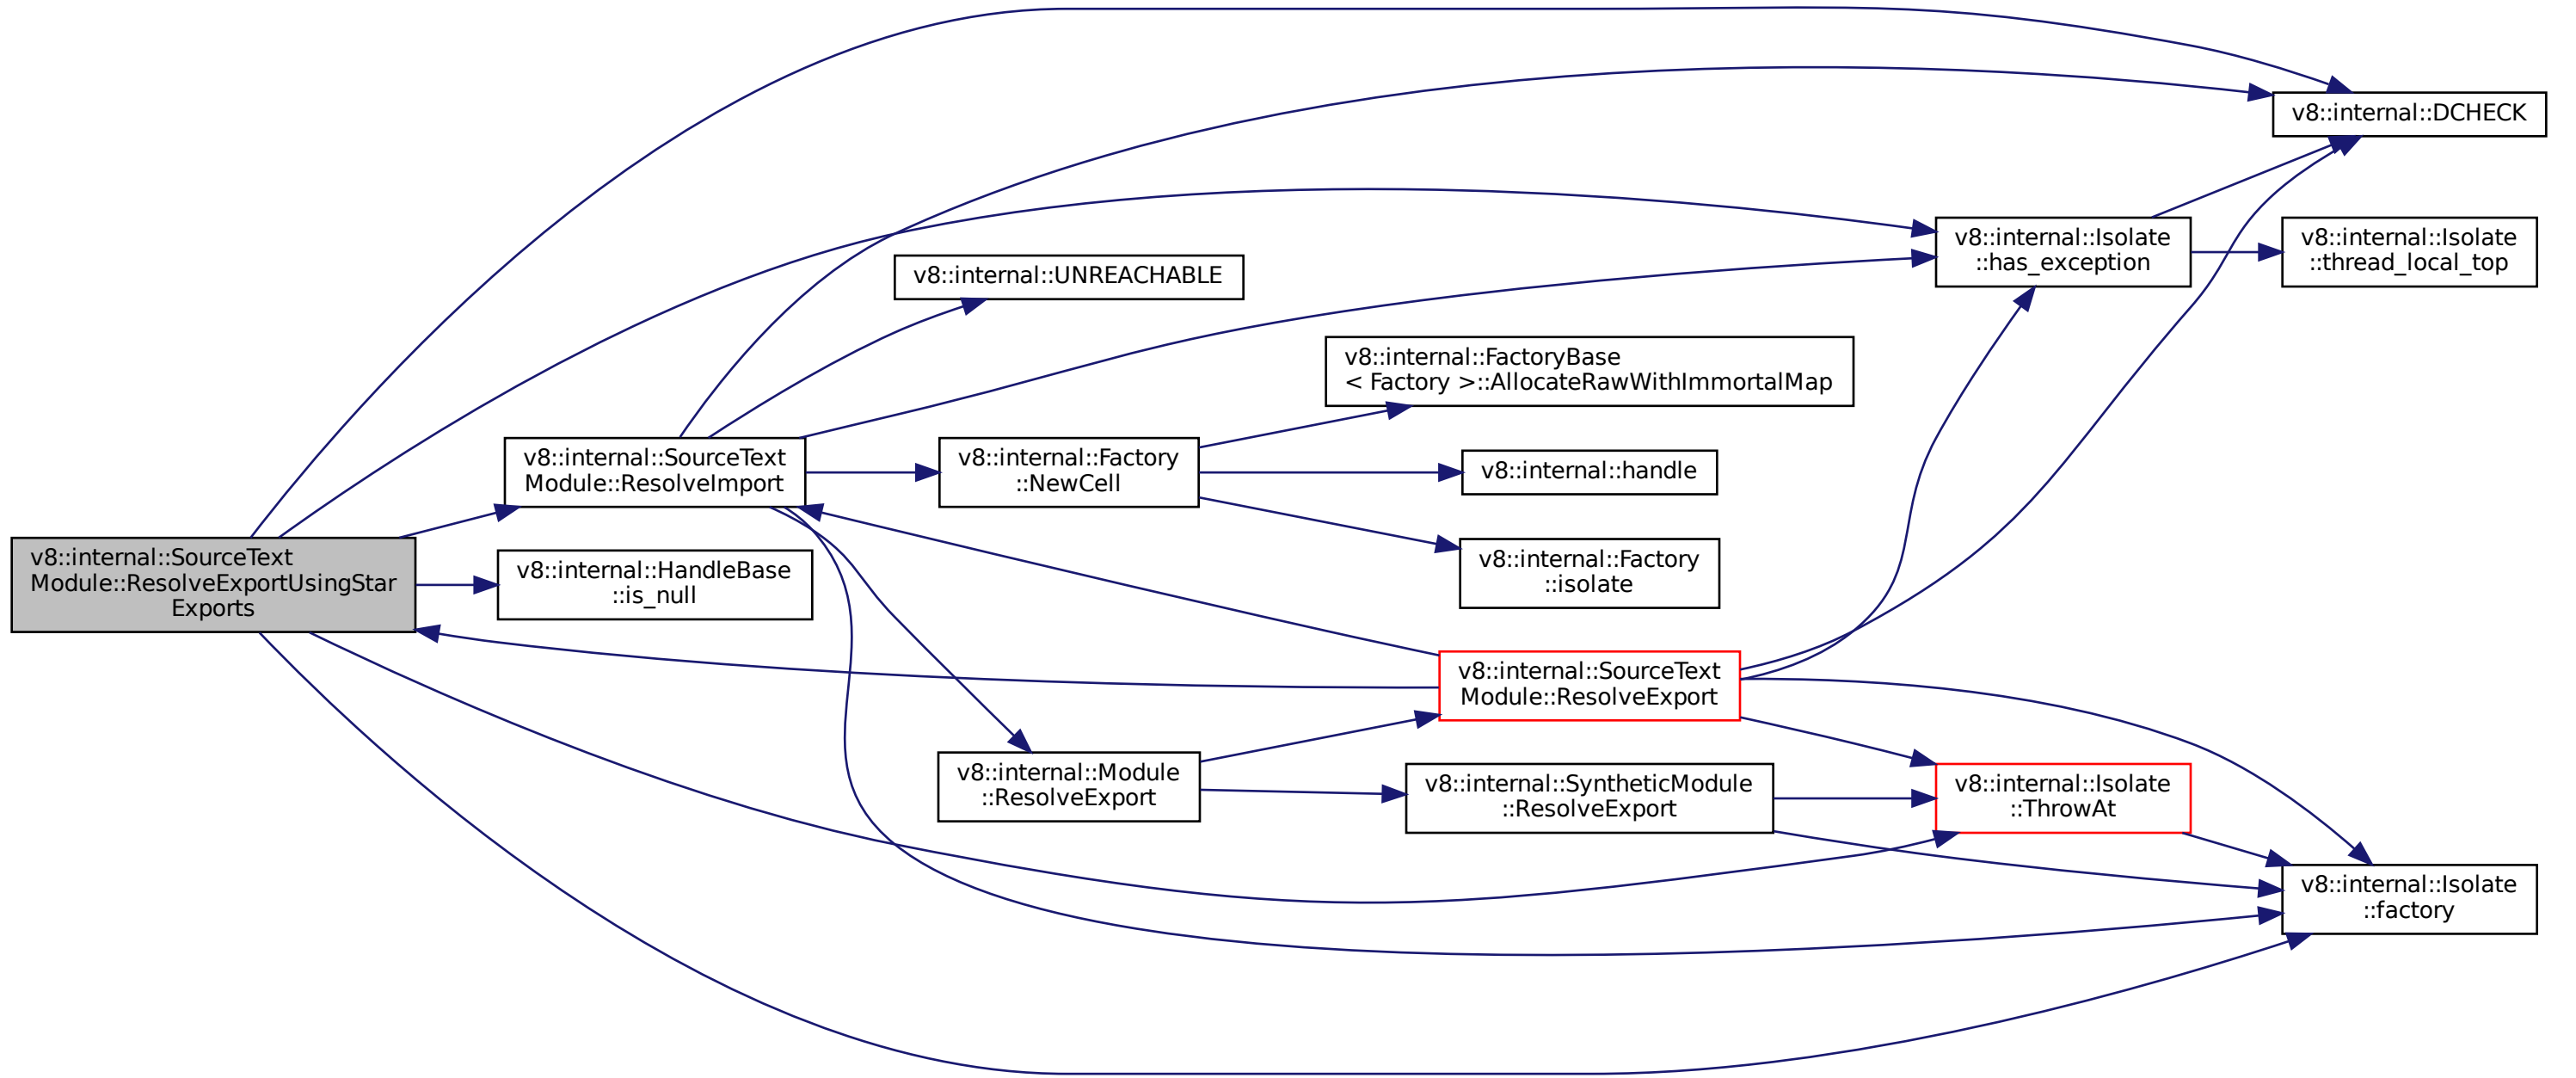 v8::internal::DCHECK
v8::internal::Isolate
::has_exception
v8::internal::Isolate
::thread_local_top
v8::internal::UNREACHABLE
v8::internal::FactoryBase
< Factory >::AllocateRawWithImmortalMap
v8::internal::SourceText
Module::ResolveImport
v8::internal::Factory
::NewCell
v8::internal::handle
v8::internal::SourceText
Module::ResolveExportUsingStar
Exports
v8::internal::HandleBase
::is_null
v8::internal::Factory
::isolate
v8::internal::SourceText
Module::ResolveExport
v8::internal::Module
::ResolveExport
v8::internal::SyntheticModule
::ResolveExport
v8::internal::Isolate
::ThrowAt
v8::internal::Isolate
::factory